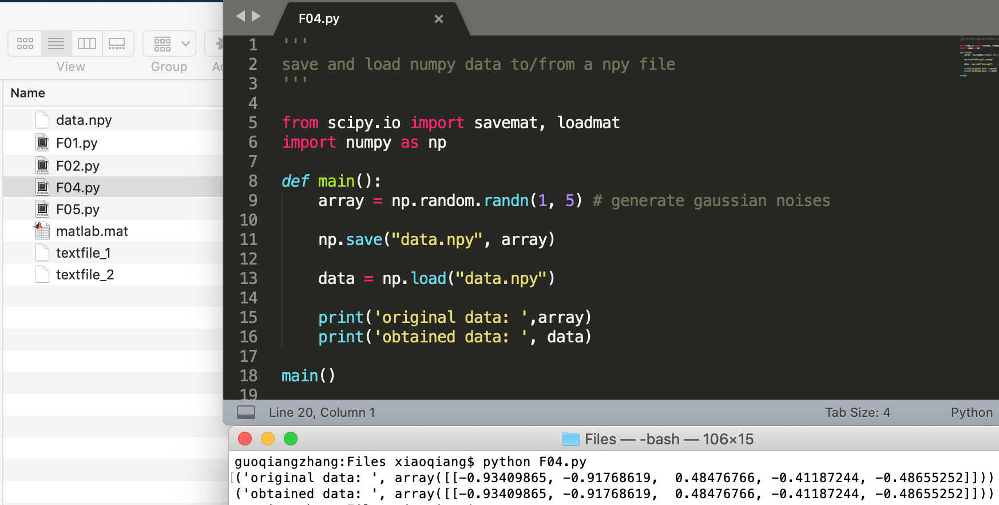 View
Group
Name
data.npy
F01.py
F02.py
F04.py
F05.py
matlab.mat
textfile_1
textfile_2
F04.py
1 '''
2 save and load numpy data to/from a npy file
3 '''
4
5 from scipy.io import savemat, loadmat
6 import numpy as np
7
8 def main():
9     array = np.random.randn(1, 5) # generate gaussian noises
10
11     np.save("data.npy", array)
12
13     data = np.load("data.npy")
14
15     print('original data: ',array)
16     print('obtained data: ', data)
17
18 main()
19
Line 20, Column 1
Tab Size: 4
Python
Files — -bash — 106×15
guoqiangzhang:Files xiaoqiang$ python F04.py
('original data: ', array([[-0.93409865, -0.91768619,  0.48476766, -0.41187244, -0.48655252]]))
('obtained data: ', array([[-0.93409865, -0.91768619,  0.48476766, -0.41187244, -0.48655252]]))